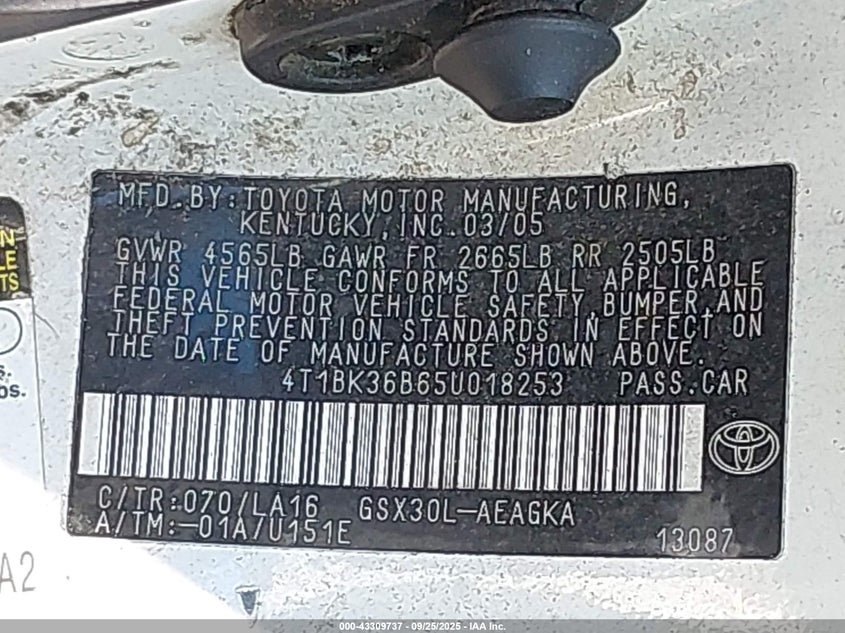 MFD.BY:TOYOTA MOTOR MANUFACTURING,
KENTUCKY,INC.03/05
GVWR 4565LB GAWR FR 2665LB RR 2505LB
THIS VEHICLE CONFORMS TO ALL APPLICABLE
FEDERAL MOTOR VEHICLE SAFETY,BUMPER,AND
THEFT PREVENTION STANDARDS IN EFFECT ON
THE DATE OF MANUFACTURE SHOWN ABOVE.
4T1BK36B65U018253 PASS.CAR
C/TR:070/LA16 GSX30L-AEAGKA
A/TM:-01A/U151E
13087
A2
000-43309737 - 09/25/2025 - IAA Inc.